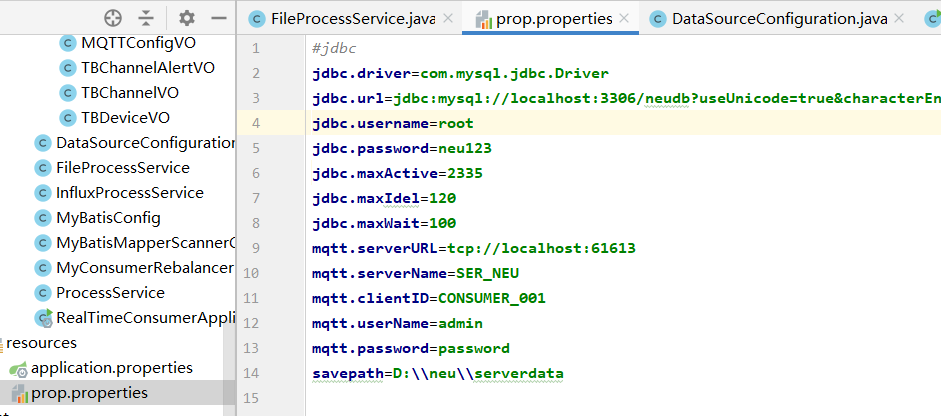 FileProcessService.java
prop.properties
DataSourceConfiguration.java
MQTTConfigVO
TBChannelAlertVO
TBChannelVO
TBDeviceVO
DataSourceConfiguration
FileProcessService
InfluxProcessService
MyBatisConfig
MyBatisMapperScannerC
MyConsumerRebalancer
ProcessService
RealTimeConsumerAppli
resources
application.properties
prop.properties
1 #jdbc
2 jdbc.driver=com.mysql.jdbc.Driver
3 jdbc.url=jdbc:mysql://localhost:3306/neudb?useUnicode=true&characterEn
4 jdbc.username=root
5 jdbc.password=neu123
6 jdbc.maxActive=2335
7 jdbc.maxIdel=120
8 jdbc.maxWait=100
9 mqtt.serverURL=tcp://localhost:61613
10 mqtt.serverName=SER_NEU
11 mqtt.clientID=CONSUMER_001
12 mqtt.userName=admin
13 mqtt.password=password
14 savepath=D:\\neu\\serverdata
15